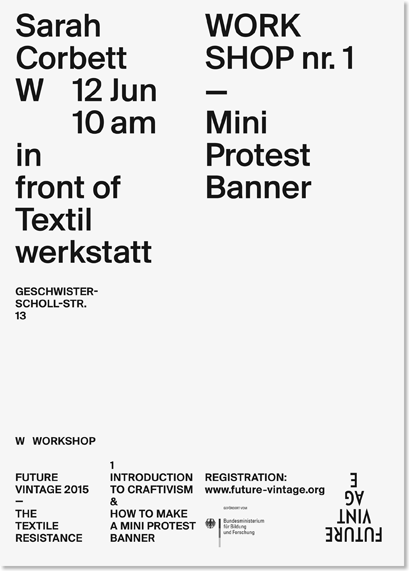 Sarah
Corbett
W 12 Jun
10 am
in
front of
Textil
werkstatt
WORK
SHOP nr. 1
—
Mini
Protest
Banner
GESCHWISTER-
SCHOLL-STR.
13
W WORKSHOP
FUTURE
VINTAGE 2015
—
THE
TEXTILE
RESISTANCE
1
INTRODUCTION
TO CRAFTIVISM
&
HOW TO MAKE
A MINI PROTEST
BANNER
REGISTRATION:
www.future-vintage.org
GEFÖRDERT VOM
Bundesministerium
für Bildung
und Forschung
FUTURE
VINT
AG
E